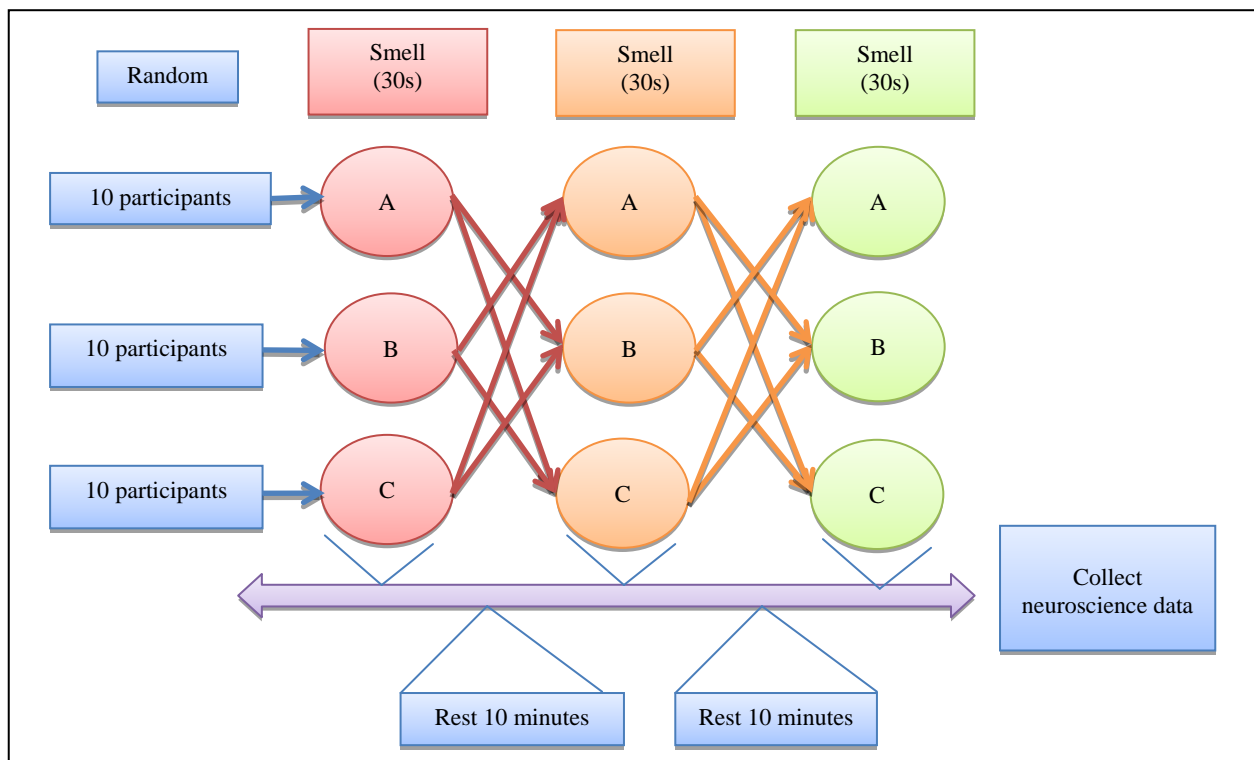 Random
Smell
(30s)
Smell
(30s)
Smell
(30s)
10 participants
A
A
A
10 participants
B
B
B
10 participants
C
C
C
Collect
neuroscience data
Rest 10 minutes
Rest 10 minutes